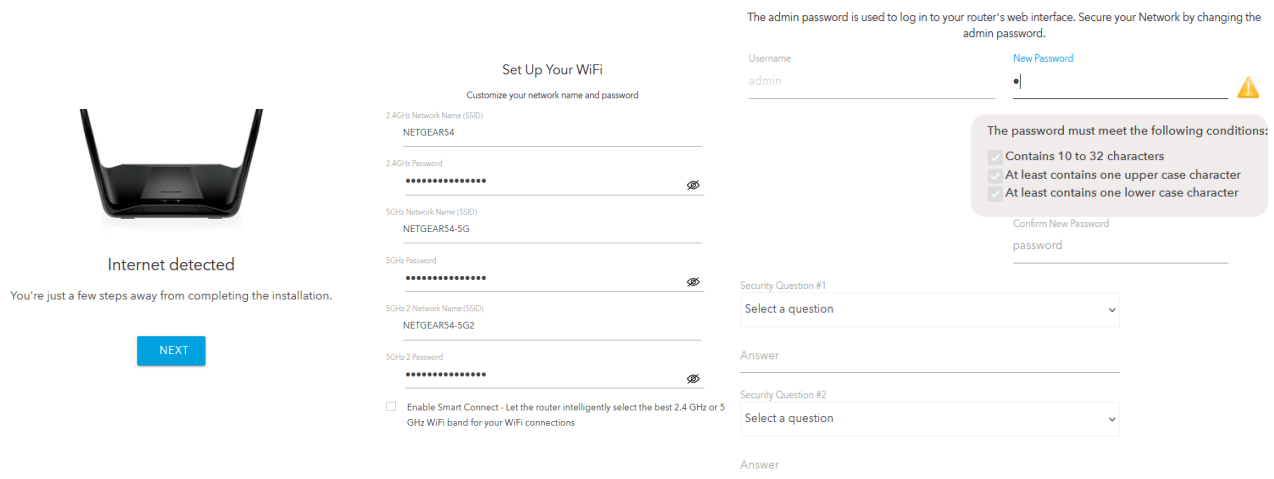 Internet detected
You're just a few steps away from completing the installation.
NEXT
Set Up Your WiFi
Customize your network name and password
2.4GHz Network Name (SSID)
NETGEAR54
2.4GHz Password
•••••••••••••••
5GHz Network Name (SSID)
NETGEAR54-5G
5GHz Password
•••••••••••••••
5GHz-2 Network Name (SSID)
NETGEAR54-5G2
5GHz-2 Password
•••••••••••••••
Enable Smart Connect - Let the router intelligently select the best 2.4 GHz or 5
GHz WiFi band for your WiFi connections
The admin password is used to log in to your router's web interface. Secure your Network by changing the
admin password.
Username
admin
New Password
•
The password must meet the following conditions:
Contains 10 to 32 characters
At least contains one upper case character
At least contains one lower case character
Confirm New Password
password
Security Question #1
Select a question
Answer
Security Question #2
Select a question
Answer